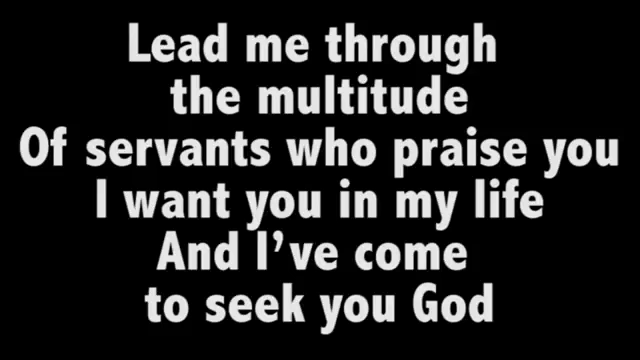 Lead me through
the multitude
Of servants who praise you
I want you in my life
And I've come
to seek you God